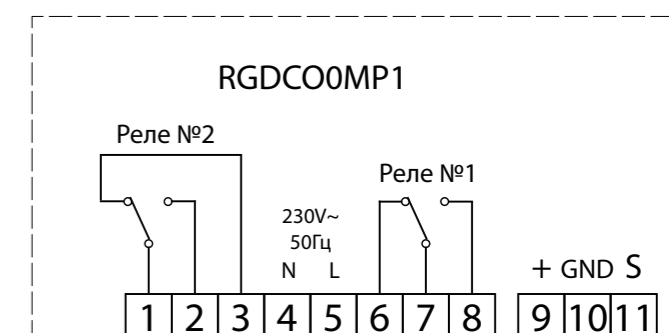 RGDCO0MP1
Реле №2
Реле №1
230V~
50Гц
N L
+ GND S
1 2 3 4 5 6 7 8 9 10 11